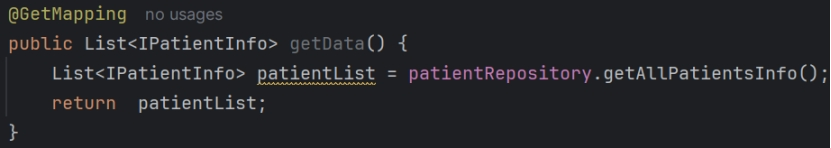 @GetMapping no usages
public List<IPatientInfo> getData() {
    List<IPatientInfo> patientList = patientRepository.getAllPatientsInfo();
    return  patientList;
}